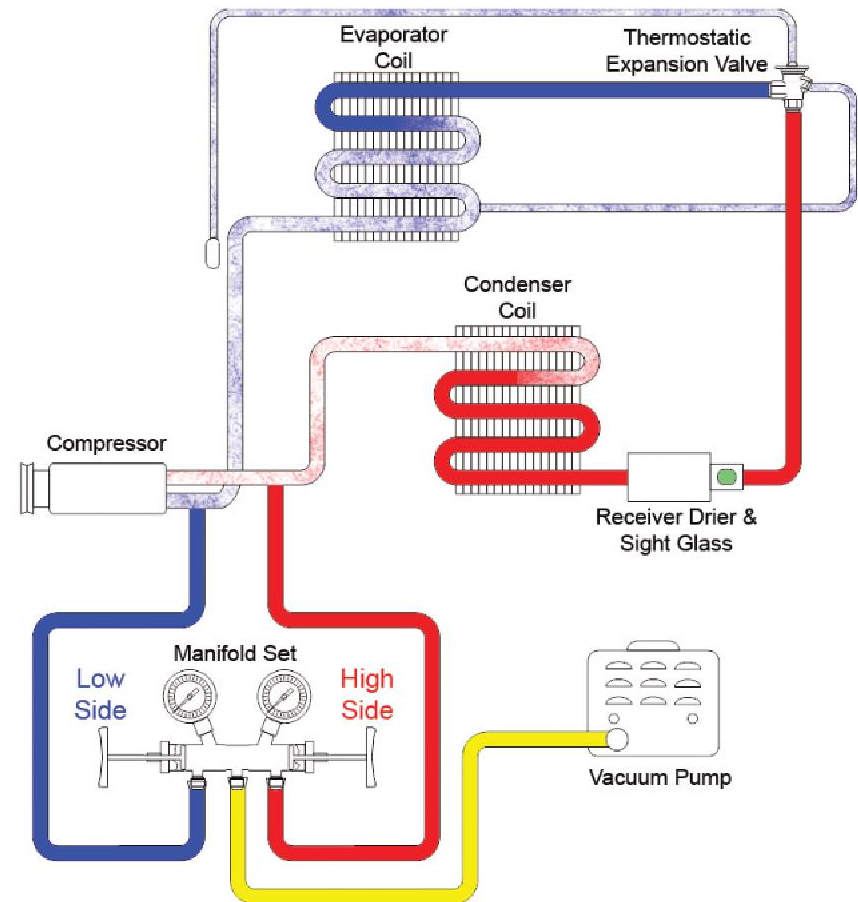 Evaporator
Coil
Thermostatic
Expansion Valve
Condenser
Coil
Compressor
Receiver Drier &
Sight Glass
Manifold Set
Low
Side
High
Side
Vacuum Pump